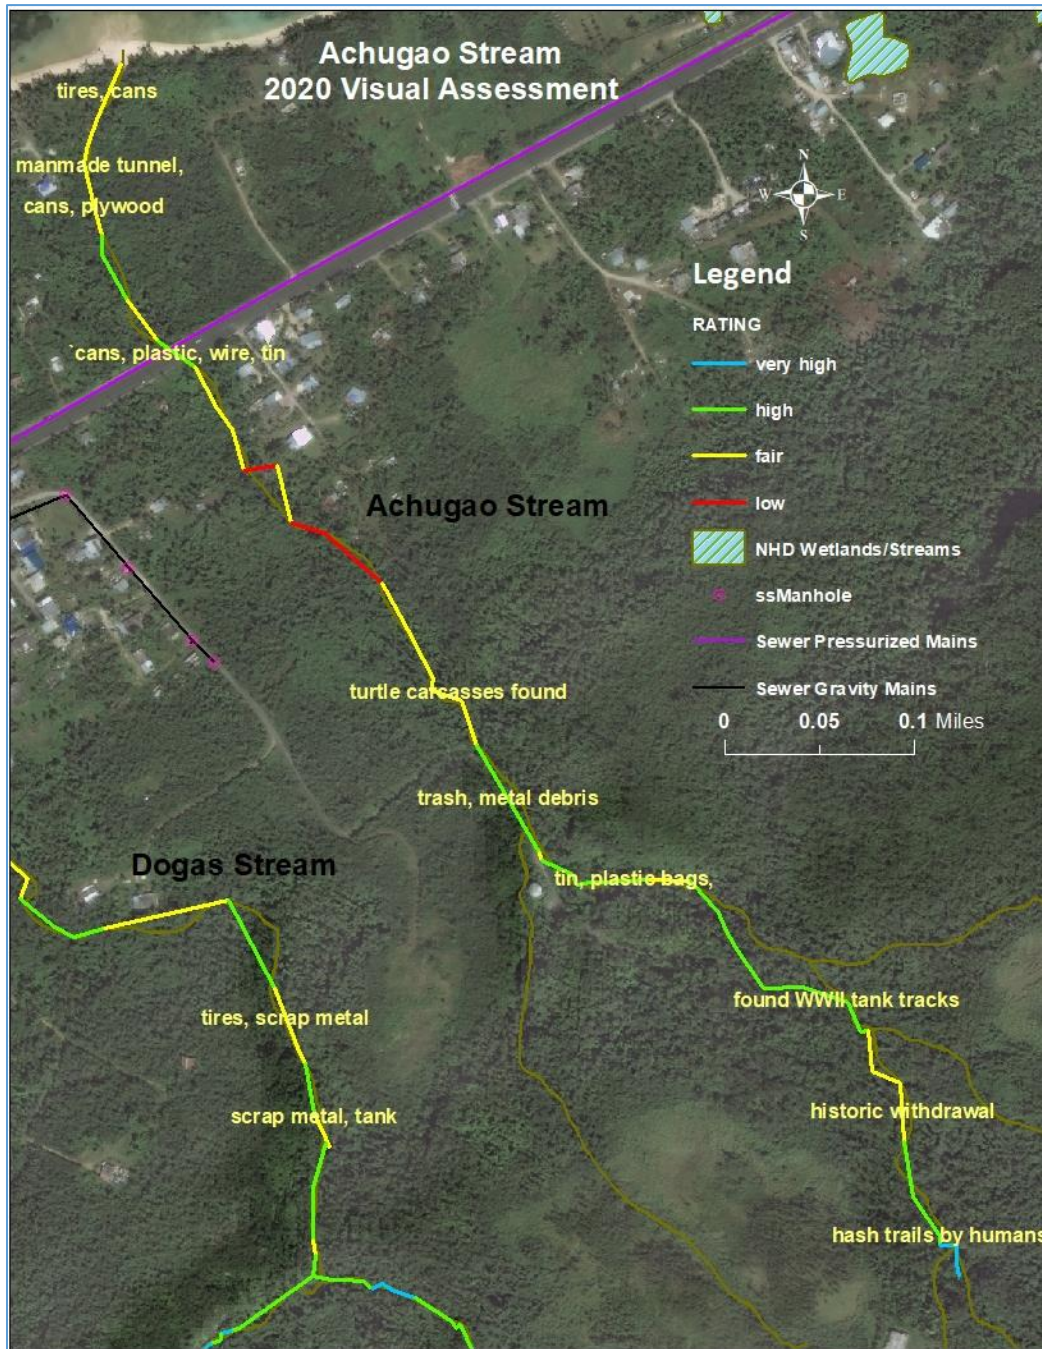 Achugao Stream
2020 Visual Assessment
tires, cans
manmade tunnel,
cans, plywood
N
W E
S
Legend
RATING
`cans, plastic, wire, tin
very high
high
fair
low
Achugao Stream
NHD Wetlands/Streams
ssManhole
Sewer Pressurized Mains
turtle carcasses found
Sewer Gravity Mains
0 0.05 0.1 Miles
trash, metal debris
Dogas Stream
tin, plastic bags,
found WWII tank tracks
tires, scrap metal
historic withdrawal
scrap metal, tank
hash trails by humans